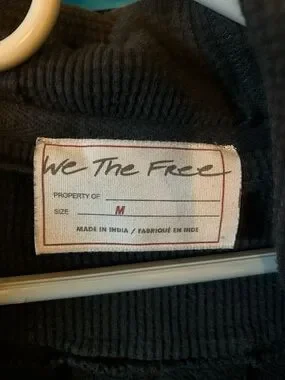 We The Free
PROPERTY OF
SIZE M
MADE IN INDIA / FABRIQUÉ EN INDE